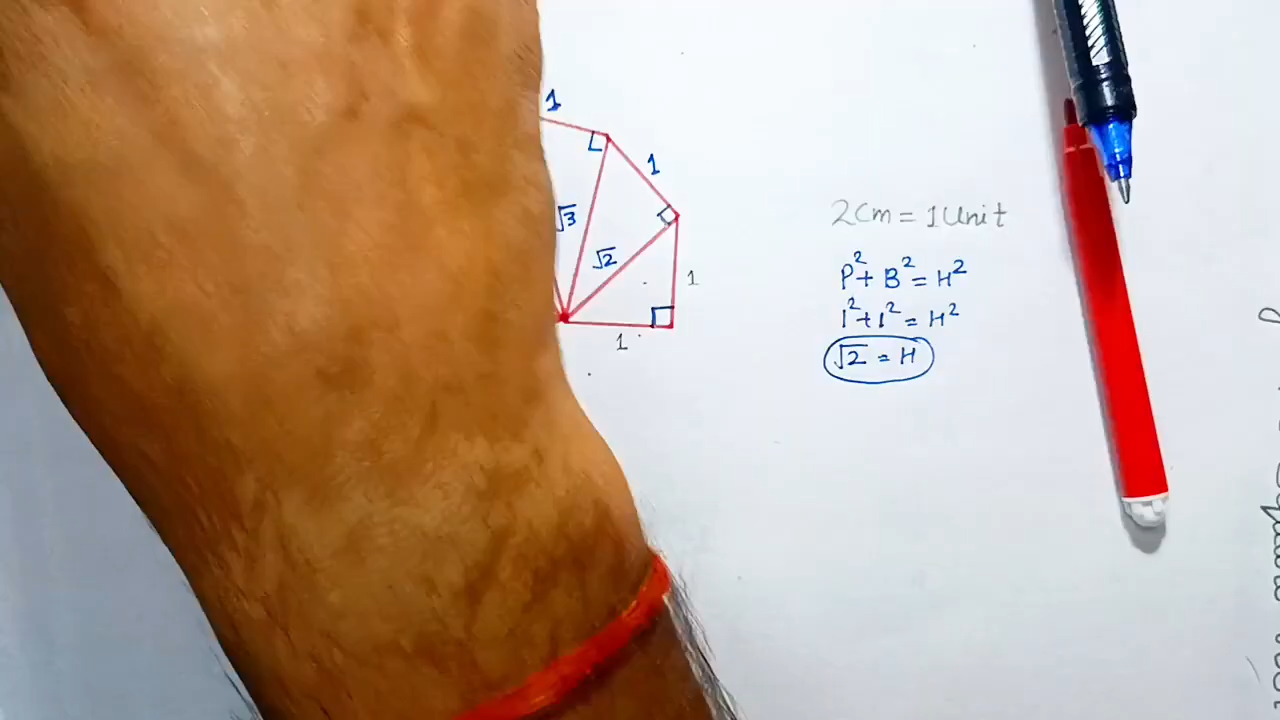 1
1
√3
√2
1
1
2Cm = 1Unit
P² + B² = H²
1² + 1² = H²
√2 = H